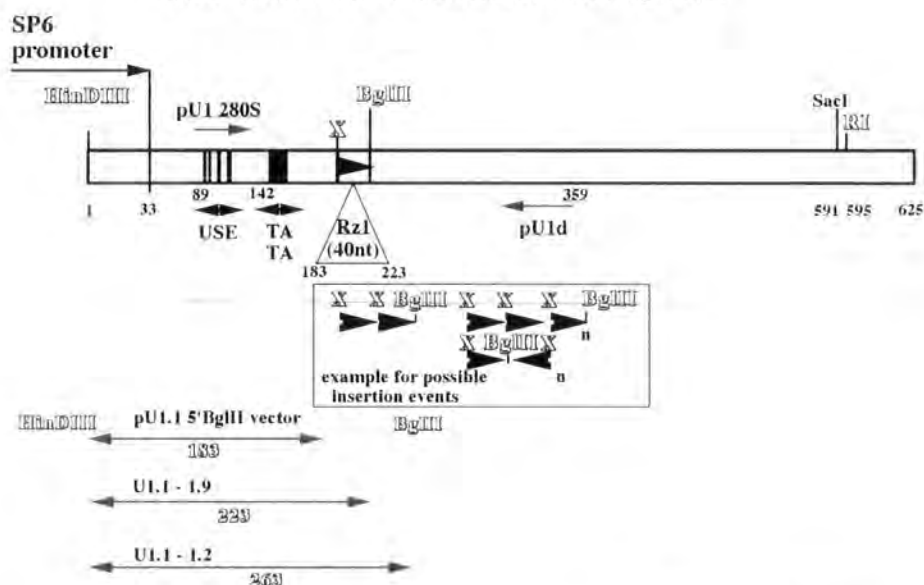 SP6
promoter
HinDIII
pU1 280S
X
BglII
SacI
RI
1
33
89
142
359
591
595
625
USE
TA
TA
Rz1
(40nt)
pU1d
183
223
X X BglII X X X BglII
n
X BglII X
n
example for possible
insertion events
HinDIII
pU1.1 5'BglII vector
BglII
183
U1.1 - 1.9
223
U1.1 - 1.2
263